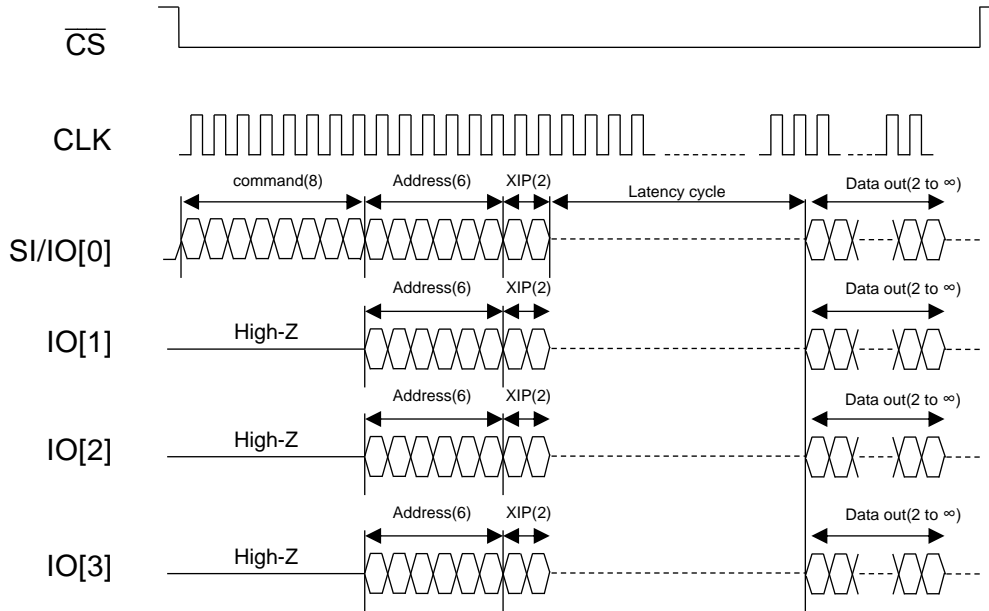 CS
CLK
command(8) Address(6) XIP(2) Latency cycle Data out(2 to ∞)
SI/IO[0]
Address(6) XIP(2) Data out(2 to ∞)
IO[1] High-Z
Address(6) XIP(2) Data out(2 to ∞)
IO[2] High-Z
Address(6) XIP(2) Data out(2 to ∞)
IO[3] High-Z